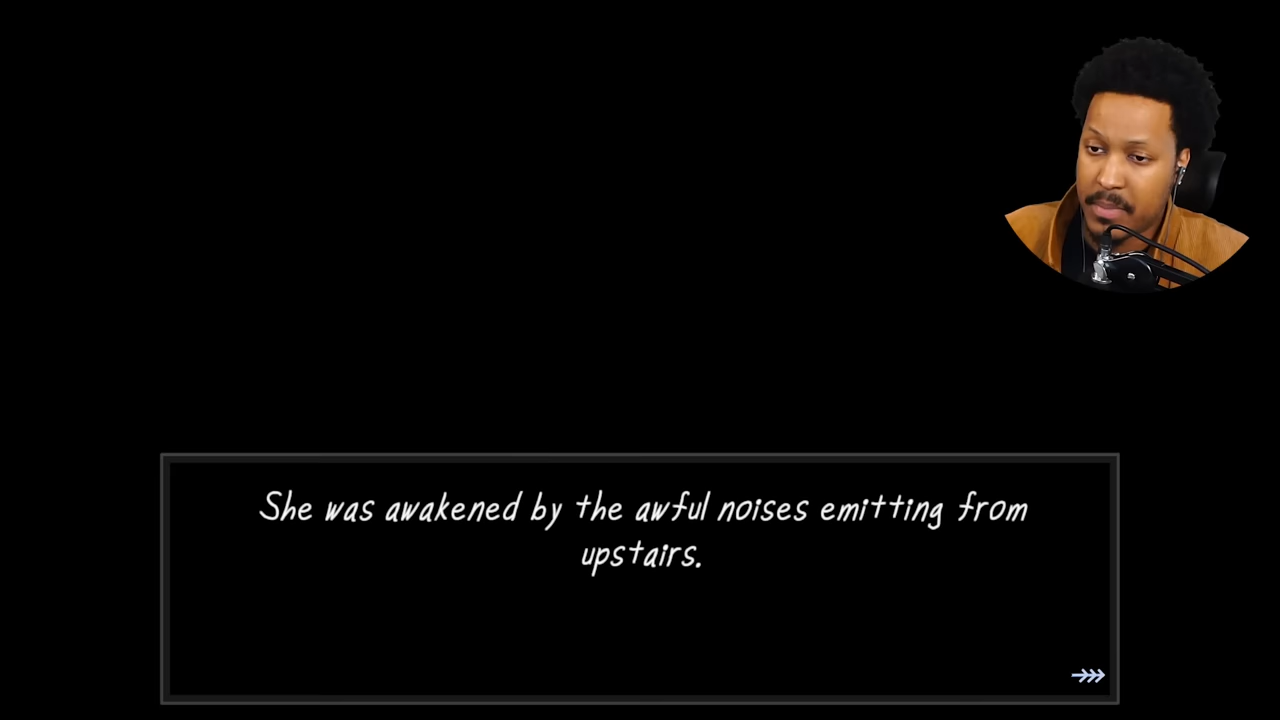 She was awakened by the awful noises emitting from
upstairs.